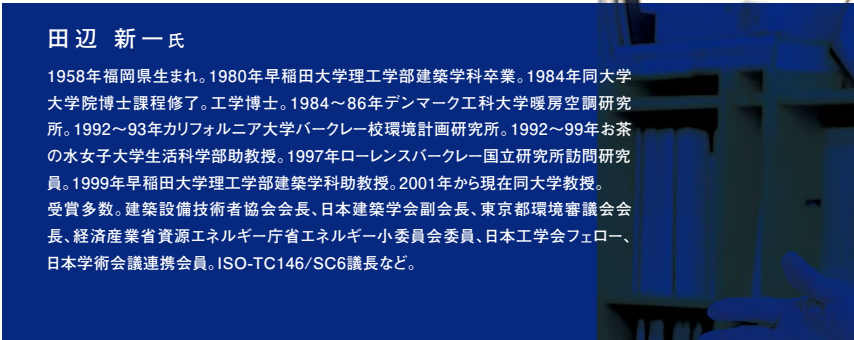 田辺 新一氏
1958年福岡県生まれ。1980年早稲田大学理工学部建築学科卒業。1984年同大学
大学院博士課程修了。工学博士。1984〜86年デンマーク工科大学暖房空調研究
所。1992〜93年カリフォルニア大学バークレー校環境計画研究所。1992〜99年お茶
の水女子大学生活科学部助教授。1997年ローレンスバークレー国立研究所訪問研究
員。1999年早稲田大学理工学部建築学科助教授。2001年から現在同大学教授。
受賞多数。建築設備技術者協会会長、日本建築学会副会長、東京都環境審議会会
長、経済産業省資源エネルギー庁省エネルギー小委員会委員、日本工学会フェロー、
日本学術会議連携会員。ISO-TC146/SC6議長など。